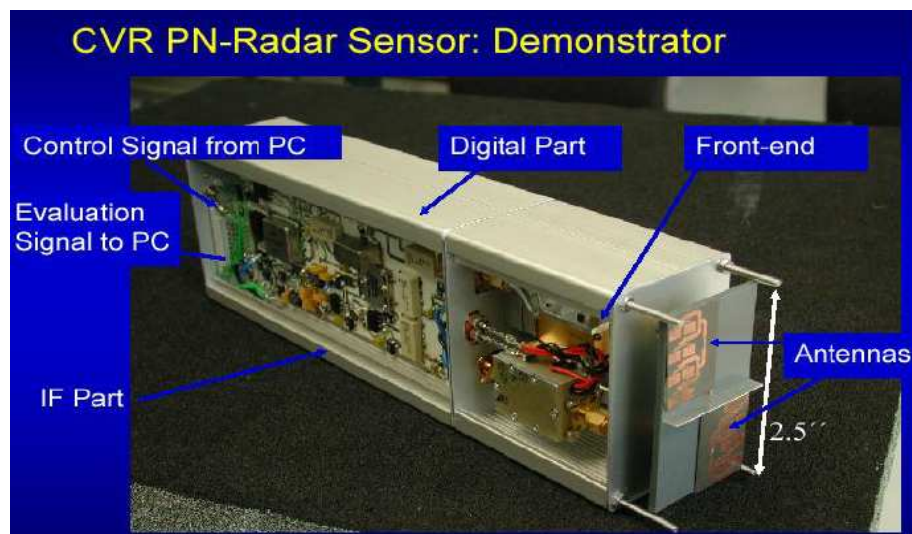 CVR PN-Radar Sensor: Demonstrator
Control Signal from PC
Digital Part
Front-end
Evaluation
Signal to PC
Antennas
IF Part
2.5´´